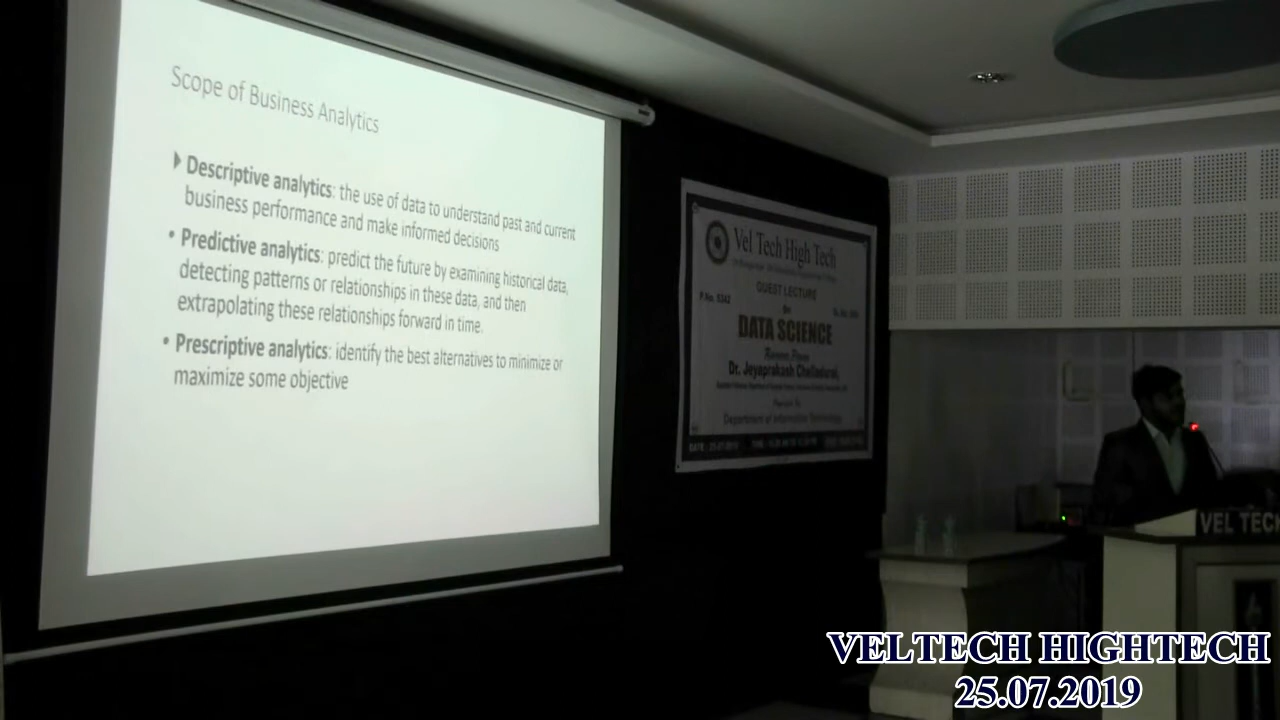 Scope of Business Analytics
Descriptive analytics: the use of data to understand past and current
business performance and make informed decisions
• Predictive analytics: predict the future by examining historical data,
detecting patterns or relationships in these data, and then
extrapolating these relationships forward in time.
• Prescriptive analytics: identify the best alternatives to minimize or
maximize some objective
Vel Tech High Tech
GUEST LECTURE
on
DATA SCIENCE
Dr. Jeyaprakash Chelladurai,
Department of Information Technology
VEL TECH
VELTECH HIGHTECH
25.07.2019